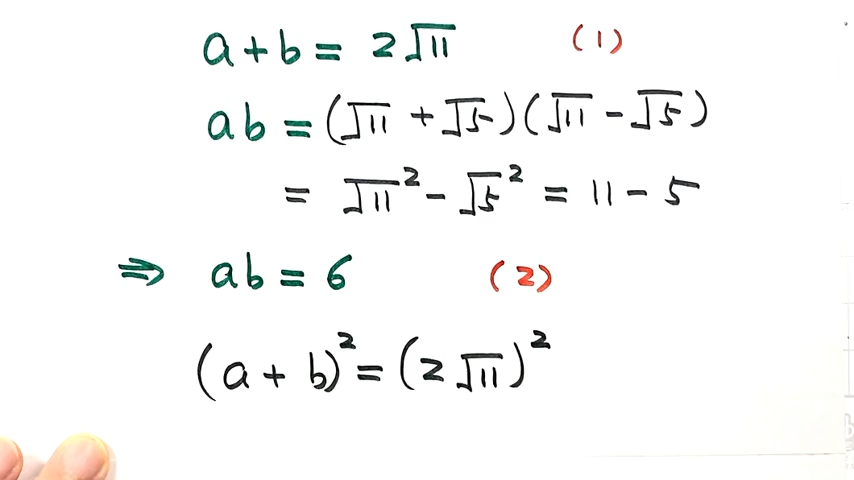 a + b = 2√11 (1)
ab = (√11 + √5)(√11 - √5)
= √11² - √5² = 11 - 5
⇒ ab = 6 (2)
(a + b)² = (2√11)²